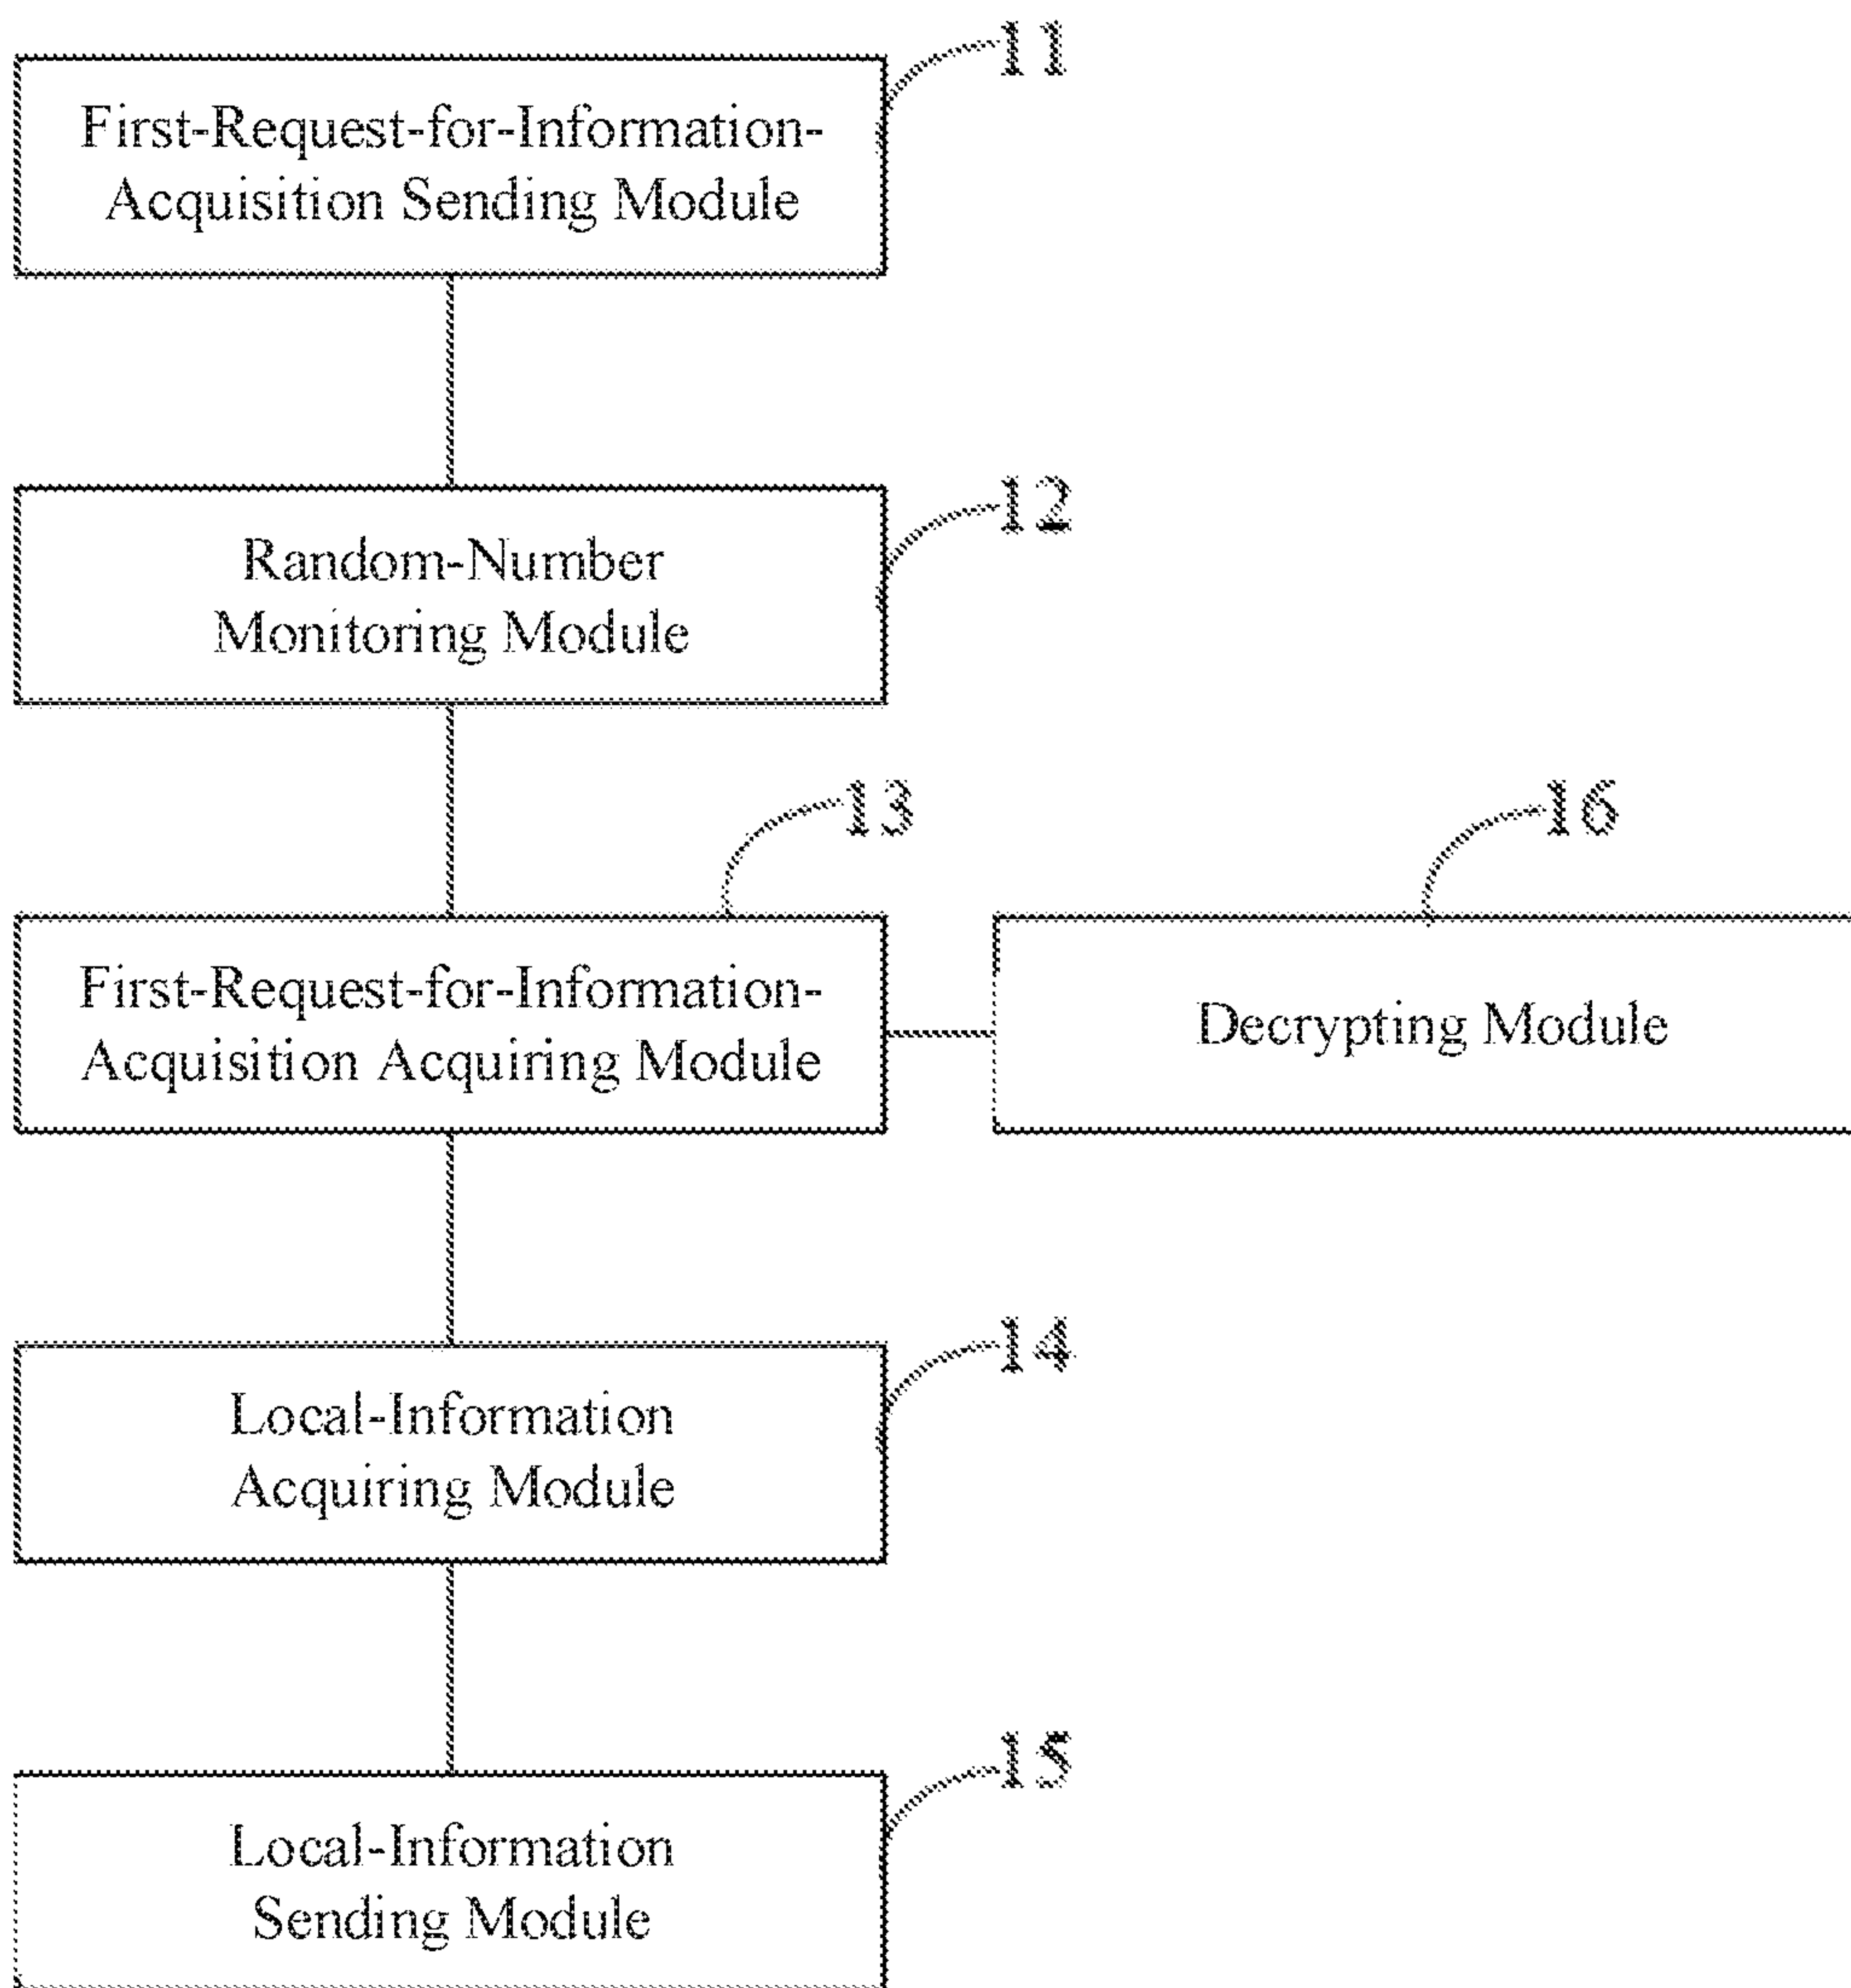 11
First-Request-for-Information-
Acquisition Sending Module
12
Random-Number
Monitoring Module
13
16
First-Request-for-Information-
Acquisition Acquiring Module
Decrypting Module
14
Local-Information
Acquiring Module
15
Local-Information
Sending Module